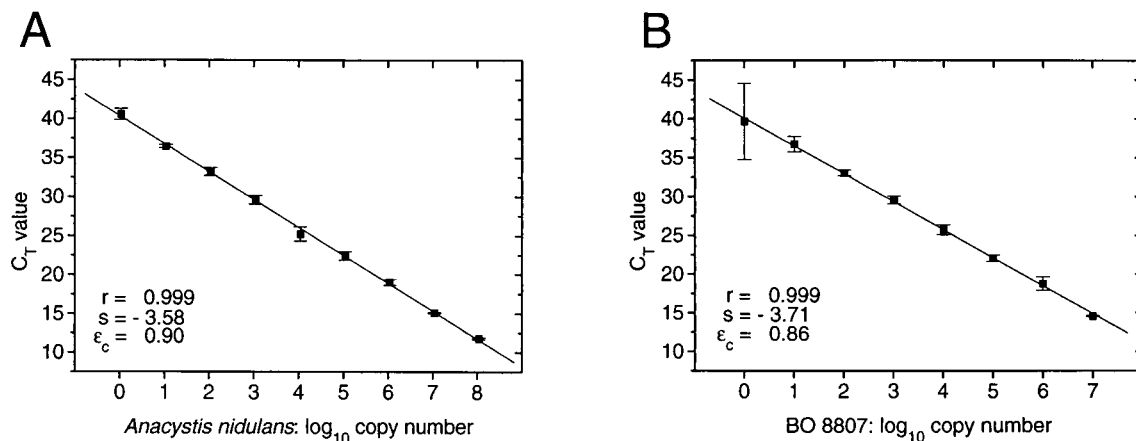 A
C_T value
45
40
35
30
25
20
15
10
r = 0.999
s = - 3.58
ε_c = 0.90
0 1 2 3 4 5 6 7 8
Anacystis nidulans: log₁₀ copy number
B
C_T value
45
40
35
30
25
20
15
10
r = 0.999
s = - 3.71
ε_c = 0.86
0 1 2 3 4 5 6 7
BO 8807: log₁₀ copy number